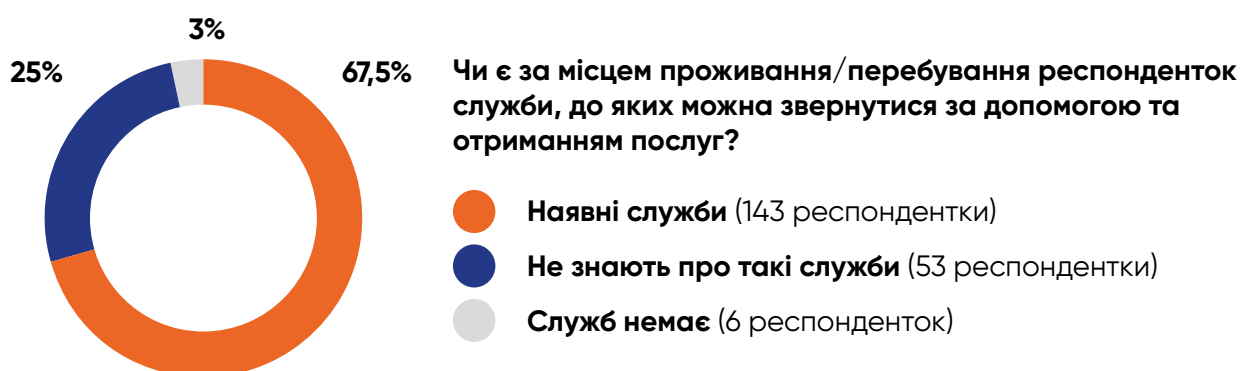 3%
25%
67,5%
Чи є за місцем проживання/перебування респонденток
служби, до яких можна звернутися за допомогою та
отриманням послуг?
Наявні служби (143 респондентки)
Не знають про такі служби (53 респондентки)
Служб немає (6 респонденток)